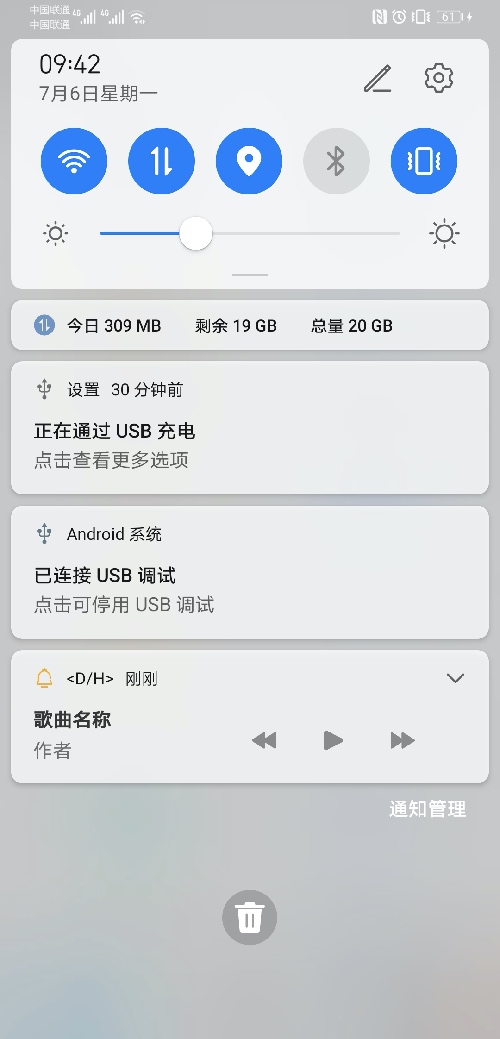 中国联通 4G 4G
中国联通
61
09:42
7月6日星期一
今日 309 MB 剩余 19 GB 总量 20 GB
设置 30 分钟前
正在通过 USB 充电
点击查看更多选项
Android 系统
已连接 USB 调试
点击可停用 USB 调试
<D/H> 刚刚
歌曲名称
作者
通知管理